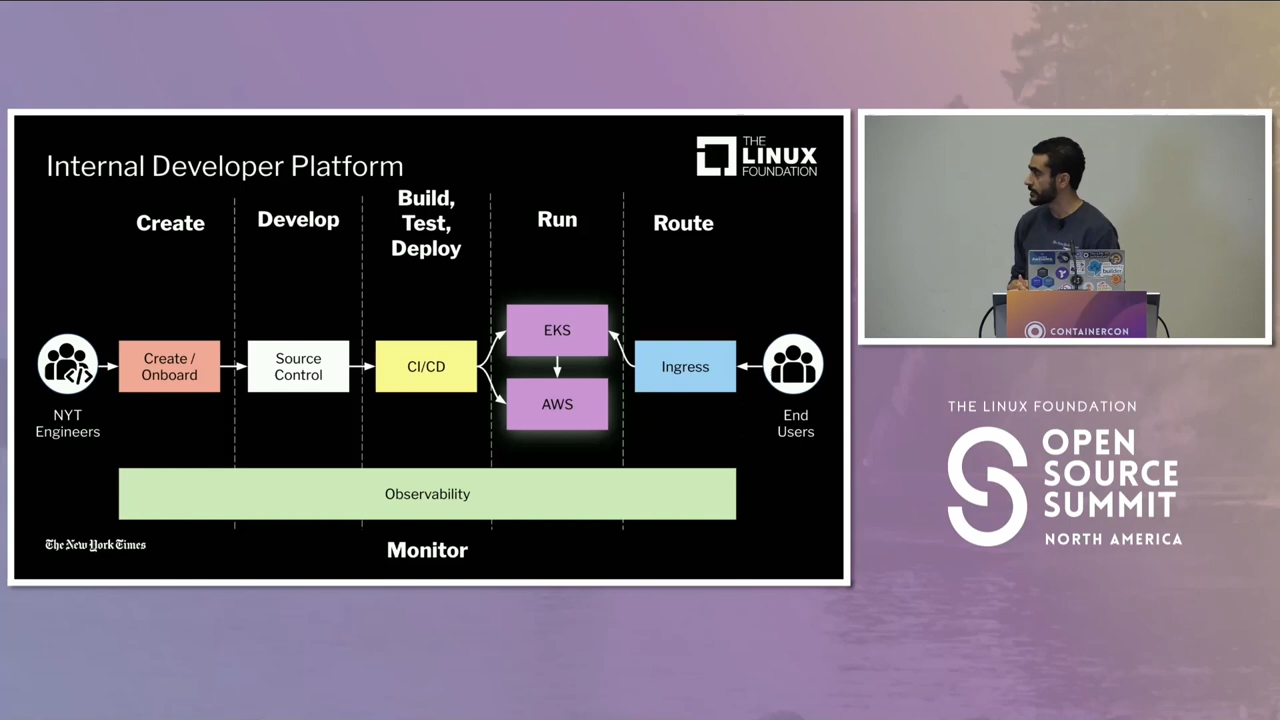 Internal Developer Platform
THE
LINUX
FOUNDATION
Create
Develop
Build,
Test,
Deploy
Run
Route
NYT
Engineers
Create /
Onboard
Source
Control
CI/CD
EKS
AWS
Ingress
End
Users
Observability
Monitor
The New York Times
CONTAINERCON
THE LINUX FOUNDATION
OPEN
SOURCE
SUMMIT
NORTH AMERICA